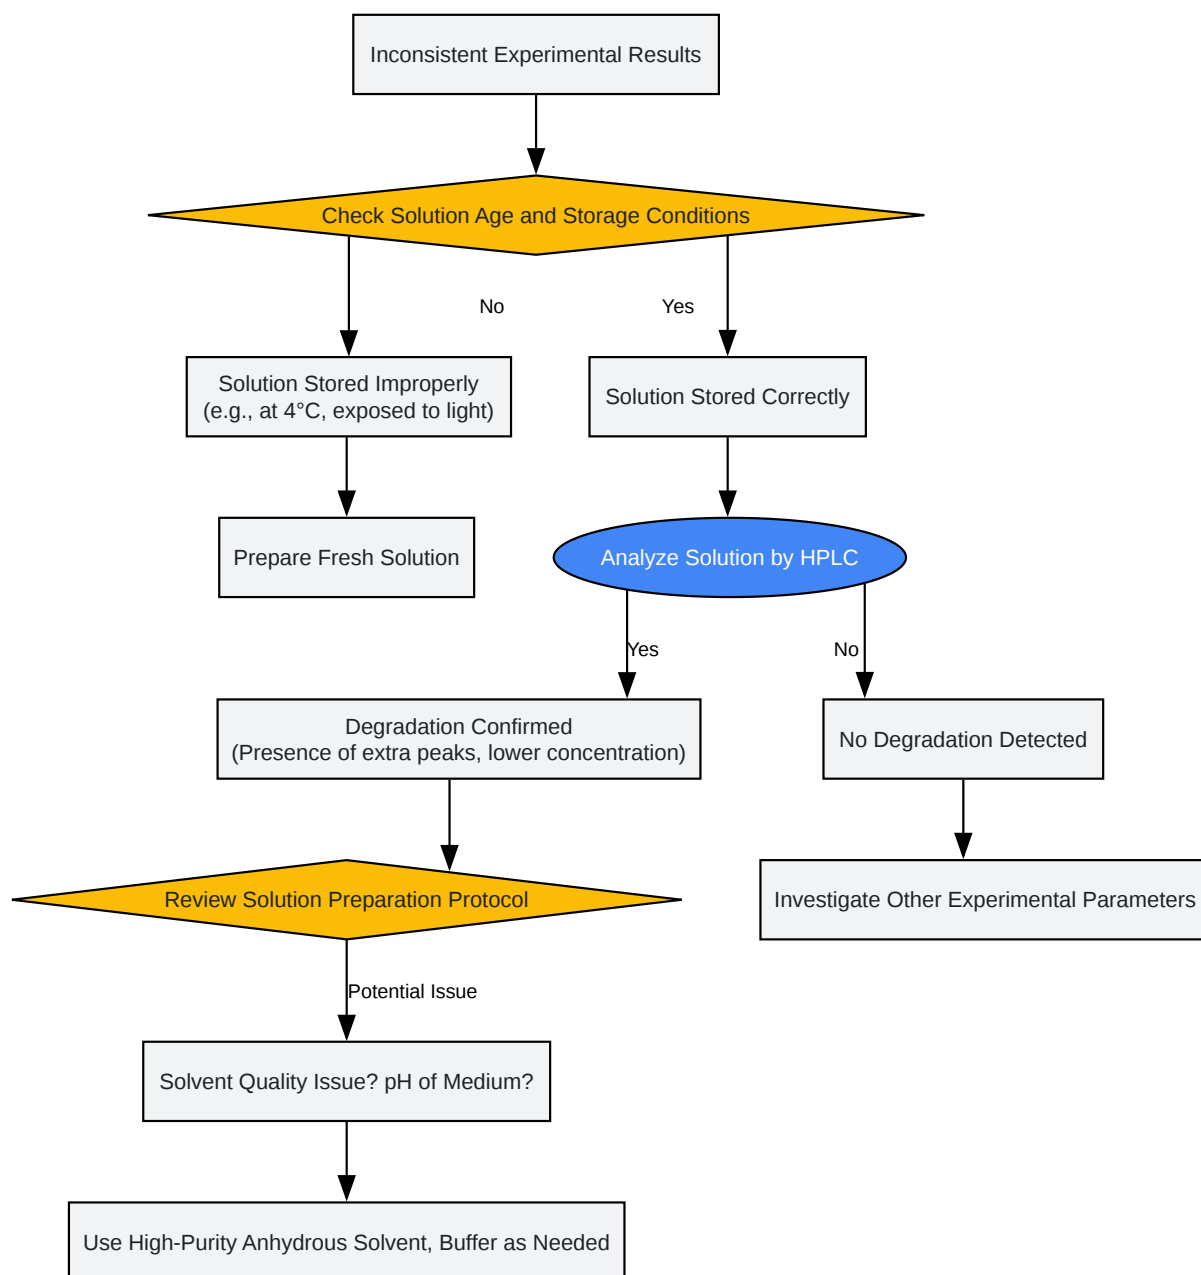 Inconsistent Experimental Results
Check Solution Age and Storage Conditions
No
Yes
Solution Stored Improperly
(e.g., at 4°C, exposed to light)
Solution Stored Correctly
Prepare Fresh Solution
Analyze Solution by HPLC
Yes
No
Degradation Confirmed
(Presence of extra peaks, lower concentration)
No Degradation Detected
Review Solution Preparation Protocol
Investigate Other Experimental Parameters
Potential Issue
Solvent Quality Issue? pH of Medium?
Use High-Purity Anhydrous Solvent, Buffer as Needed